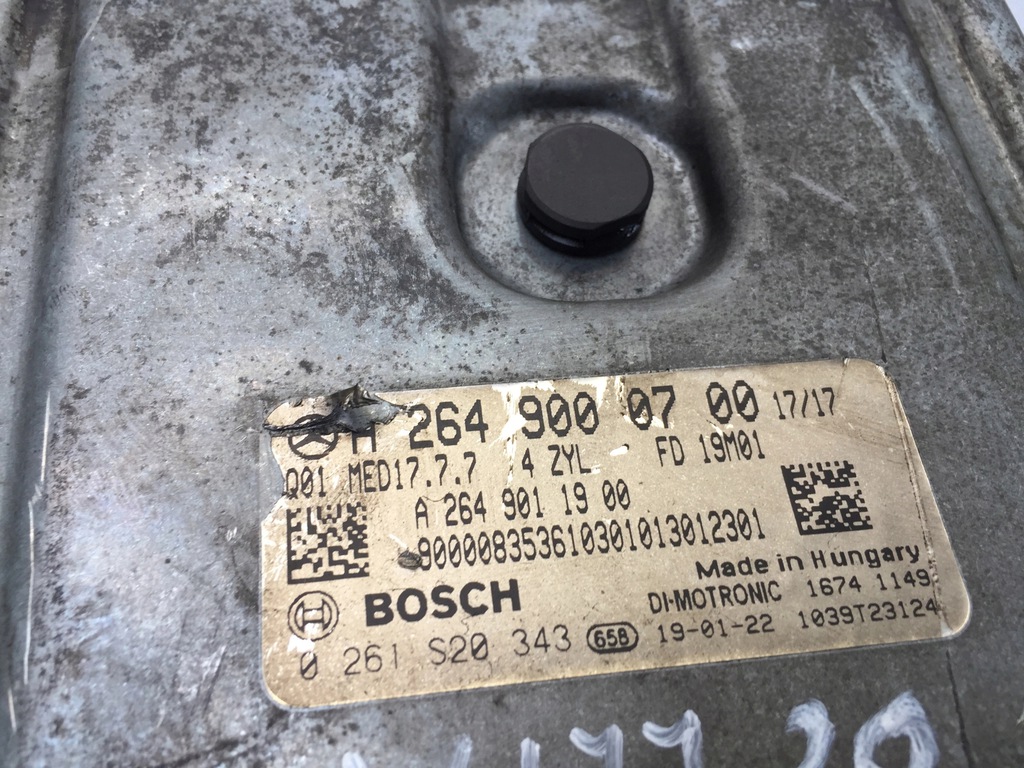 A 264 900 07 00 17/17
Q01 MED17.7.7 4 ZYL FD 19M01
A 264 901 19 00
900008353610301013012301
Made in Hungary
BOSCH DI-MOTRONIC 1674 1149
0 261 S20 343 658 19-01-22 1039T23124